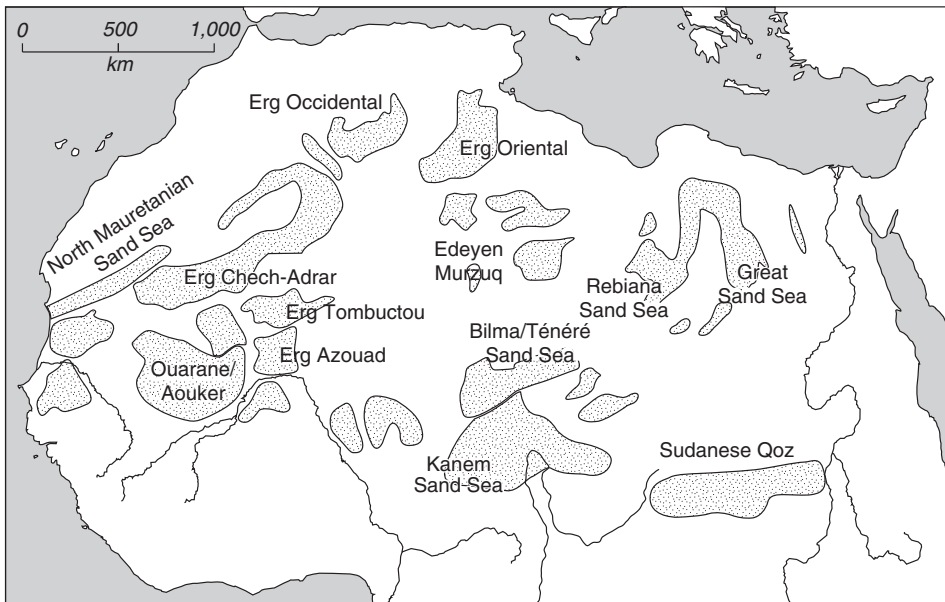 0 500 1,000
km
Erg Occidental
Erg Oriental
North Mauretanian
Sand Sea
Edeyen
Murzuq
Erg Chech-Adrar
Rebiana
Sand Sea
Great
Sand Sea
Erg Tombuctou
Bilma/Ténéré
Sand Sea
Erg Azouad
Ouarane/
Aouker
Kanem
Sand Sea
Sudanese Qoz